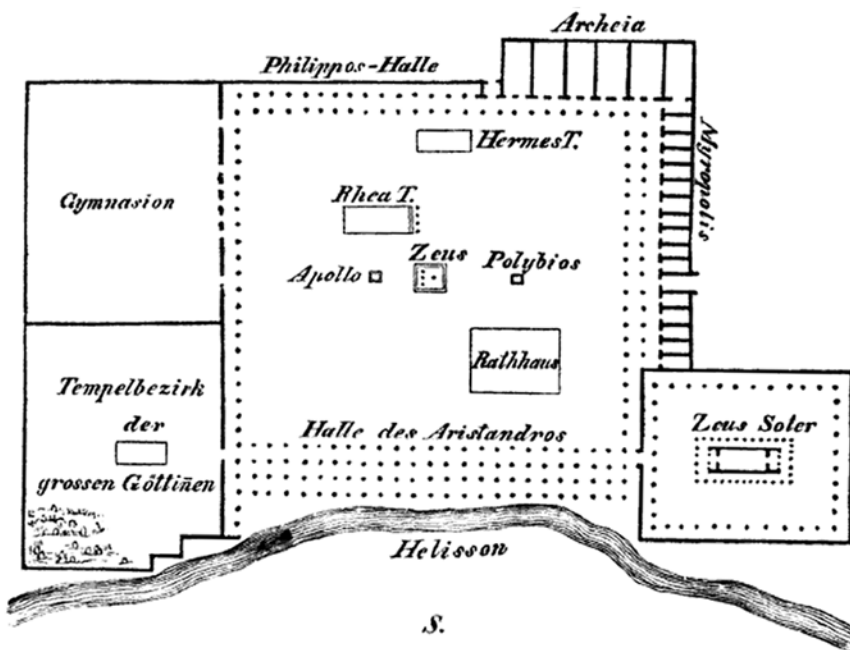 Archeia
Philippos-Halle
Hermes T.
Myropolis
Gymnasion
Rhea T.
Zeus
Apollo
Polybios
Rathhaus
Tempelbezirk
der
grossen Göttiñen
Halle des Aristandros
Zeus Soter
Helisson
S.